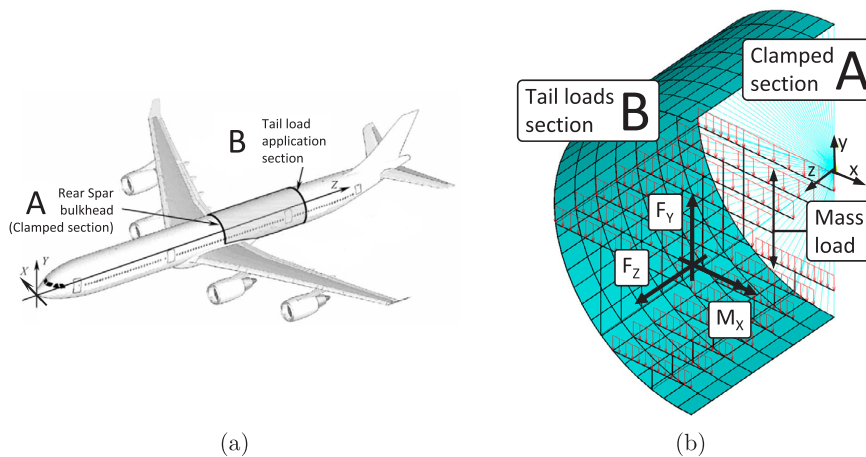 B
Tail load
application
section
A
Rear Spar
bulkhead
(Clamped section)
Z
X
Y
(a)
Clamped
section
A
Tail loads
section
B
y
z
x
Mass
load
F_Y
F_Z
M_X
(b)